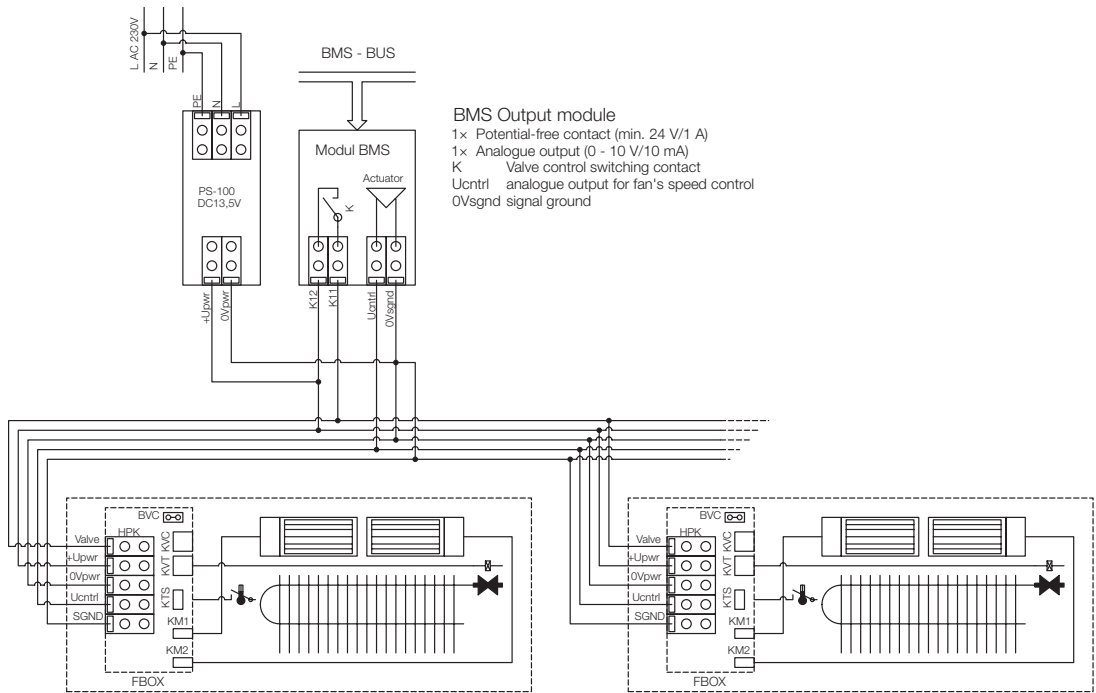 L AC 230V
N
PE
BMS - BUS
PE
N
L
PS-100
DC13,5V
Modul BMS
Actuator
K
BMS Output module
1× Potential-free contact (min. 24 V/1 A)
1× Analogue output (0 - 10 V/10 mA)
K Valve control switching contact
Ucntrl analogue output for fan's speed control
0Vsgnd signal ground
+Upwr
0Vpwr
K12
K11
Ucntrl
0Vsgnd
BVC
HPK
Valve
+Upwr
0Vpwr
Ucntrl
SGND
KVC
KVT
KTS
KM1
KM2
FBOX
BVC
HPK
Valve
+Upwr
0Vpwr
Ucntrl
SGND
KVC
KVT
KTS
KM1
KM2
FBOX